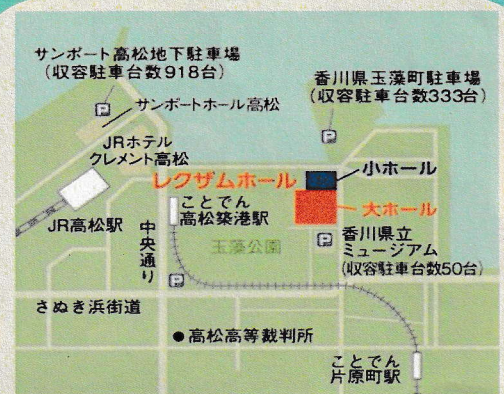 サンポート高松地下駐車場
(収容駐車台数918台)
香川県玉藻町駐車場
(収容駐車台数333台)
P
サンポートホール高松
P
JRホテル
クレメント高松
小ホール
レクザムホール
大ホール
JR高松駅
ことでん
高松築港駅
P
香川県立
ミュージアム
(収容駐車台数50台)
中央通り
玉藻公園
P
さぬき浜街道
●高松高等裁判所
ことでん
片原町駅